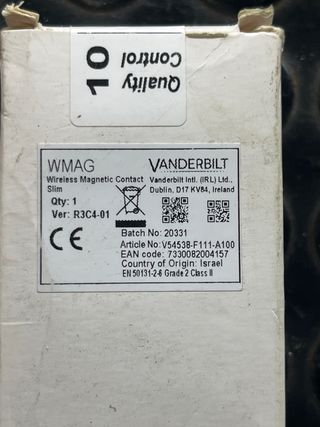 10
Quality
Control
WMAG
Wireless Magnetic Contact
Slim
Qty: 1
Ver: R3C4-01
VANDERBILT
Vanderbilt Intl. (IRL) Ltd.,
Dublin, D17 KV84, Ireland
CE
Batch No: 20331
Article No: V54538-F111-A100
EAN code: 7330082004157
Country of Origin: Israel
EN 50131-2-6 Grade 2 Class II